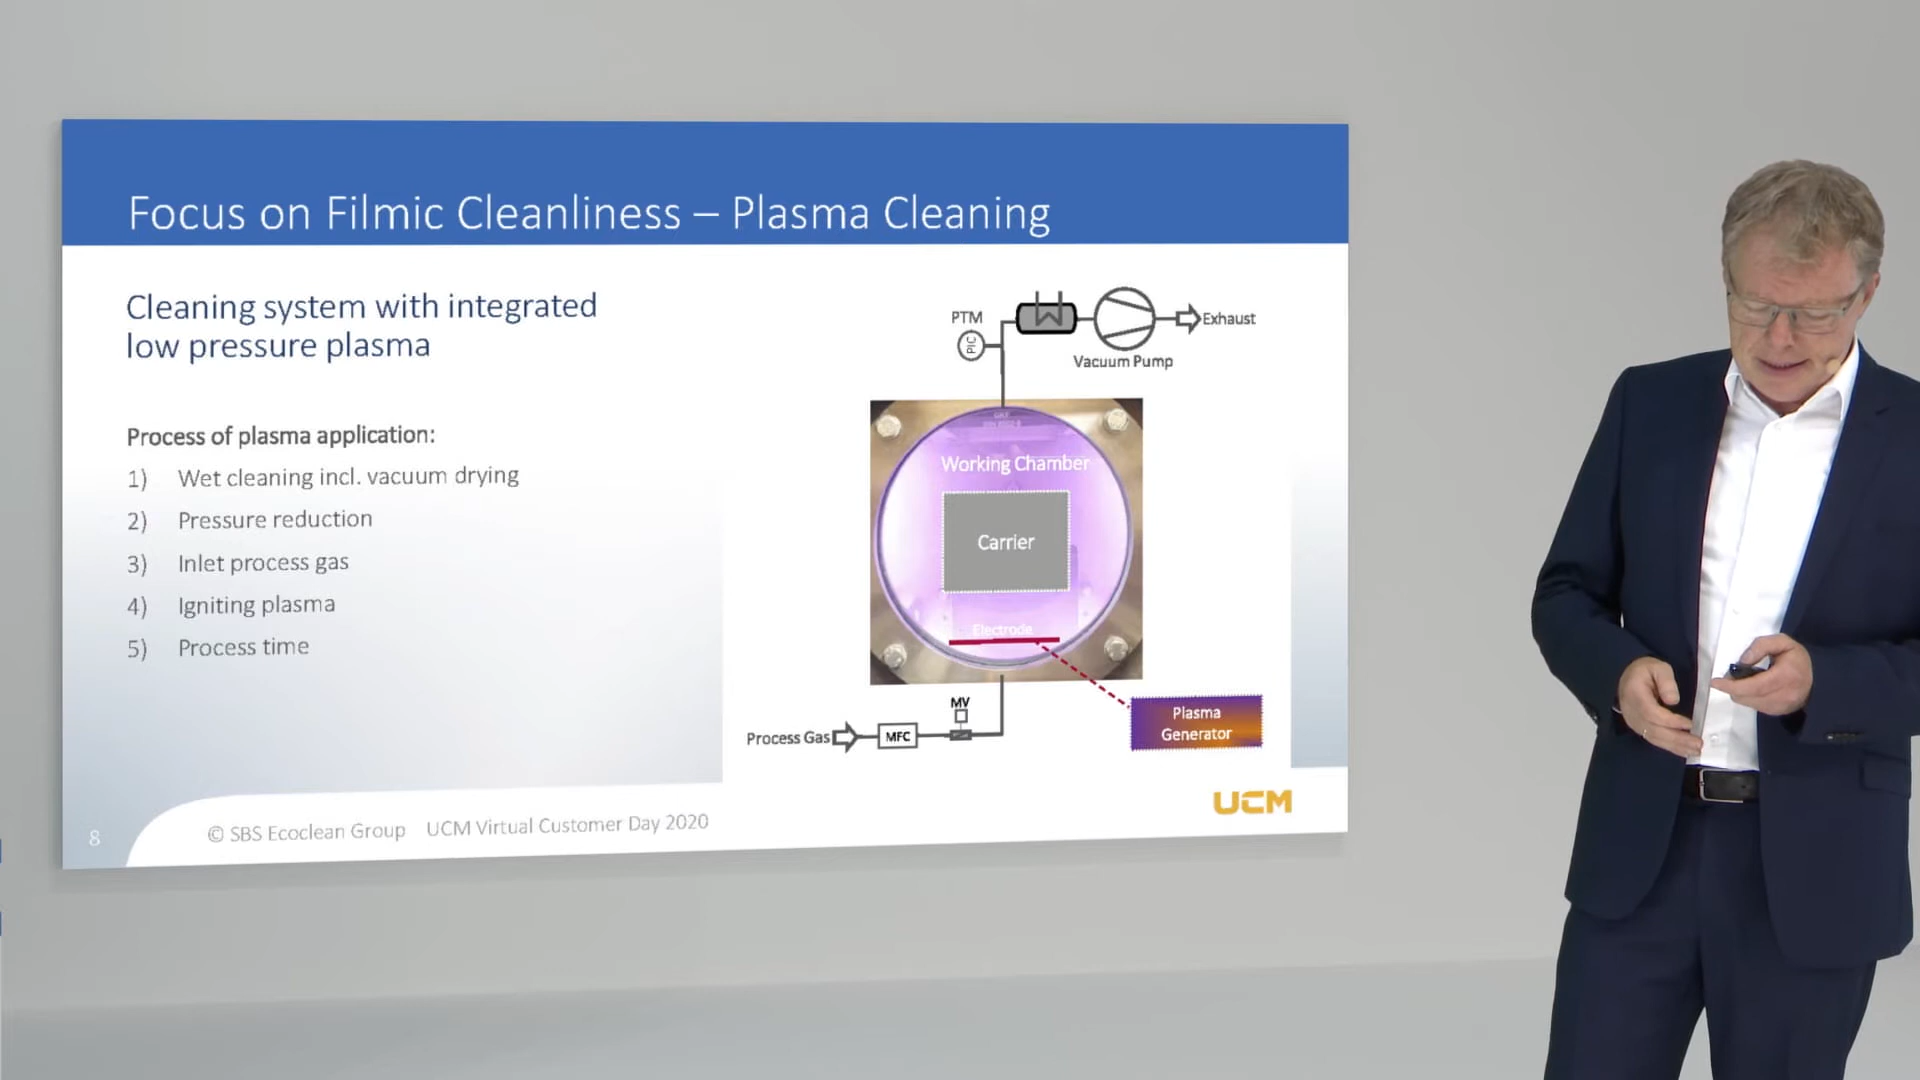 Focus on Filmic Cleanliness – Plasma Cleaning
Cleaning system with integrated
low pressure plasma
Process of plasma application:
1) Wet cleaning incl. vacuum drying
2) Pressure reduction
3) Inlet process gas
4) Igniting plasma
5) Process time
PTM
PIC
Exhaust
Vacuum Pump
Working Chamber
Carrier
Electrode
MV
Process Gas
MFC
Plasma
Generator
UCM
8
© SBS Ecoclean Group UCM Virtual Customer Day 2020